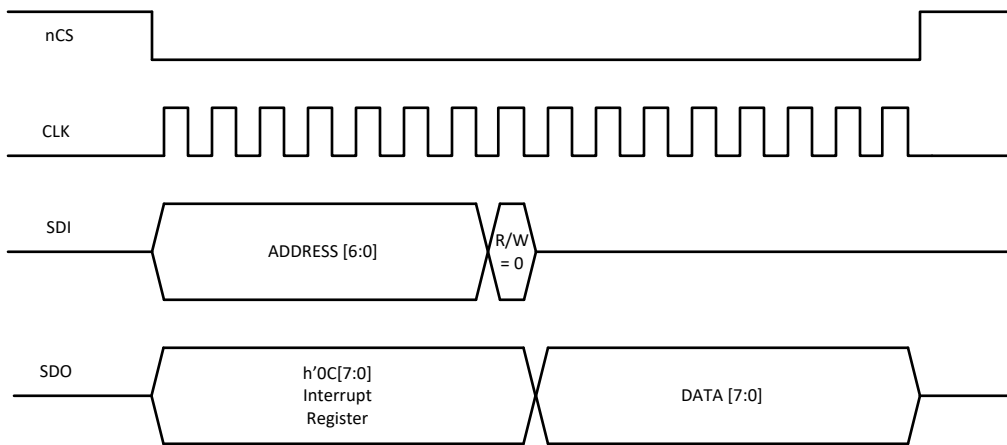 nCS
CLK
SDI
ADDRESS [6:0]
R/W
= 0
SDO
h'0C[7:0]
Interrupt
Register
DATA [7:0]